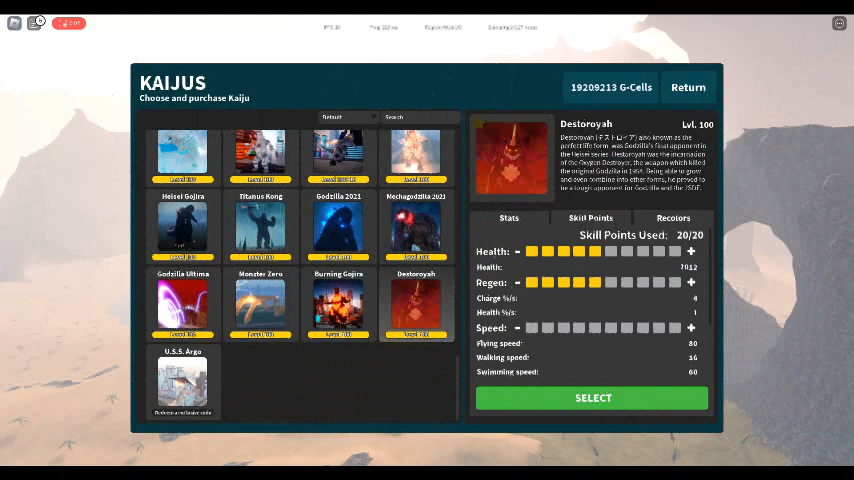 KAIJUS
Choose and purchase Kaiju
19209213 G-Cells
Return
Default
Search
Heisei Gojira
Titanus Kong
Godzilla 2021
Mechagodzilla 2021
Godzilla Ultima
Monster Zero
Burning Gojira
Destoroyah
U.S.S. Argo
Redeem an exclusive code
Destoroyah
Lvl. 100
Destoroyah (デストロイア) also known as the
perfect life form was Godzilla's final opponent in
the Heisei series. Destoroyah was the incarnation
of the Oxygen Destroyer, the weapon which killed
the original Godzilla in 1954. Being able to grow
and even combine into other forms, he proved to
be a tough opponent for Godzilla and the JSDF.
Stats
Skill Points
Recolors
Skill Points Used: 20/20
Health: - +
Health:
Regen: - +
Charge %/s: 4
Health %/s: 1
Speed: - +
Flying speed: 80
Walking speed: 16
Swimming speed: 60
SELECT